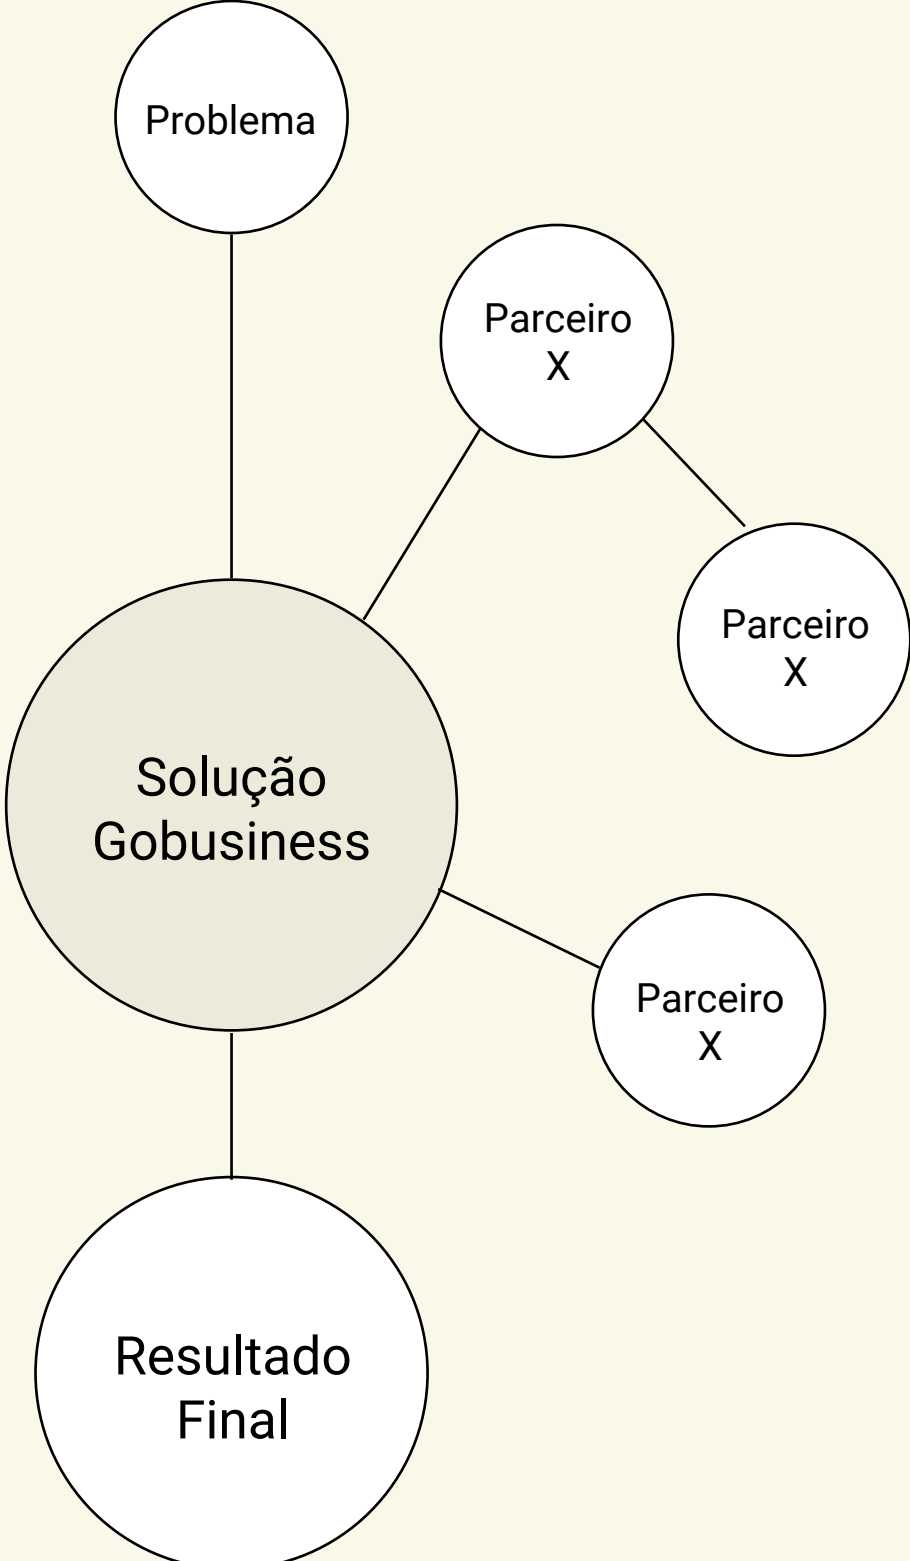 Problema
Parceiro
X
Parceiro
X
Solução
Gobusiness
Parceiro
X
Resultado
Final